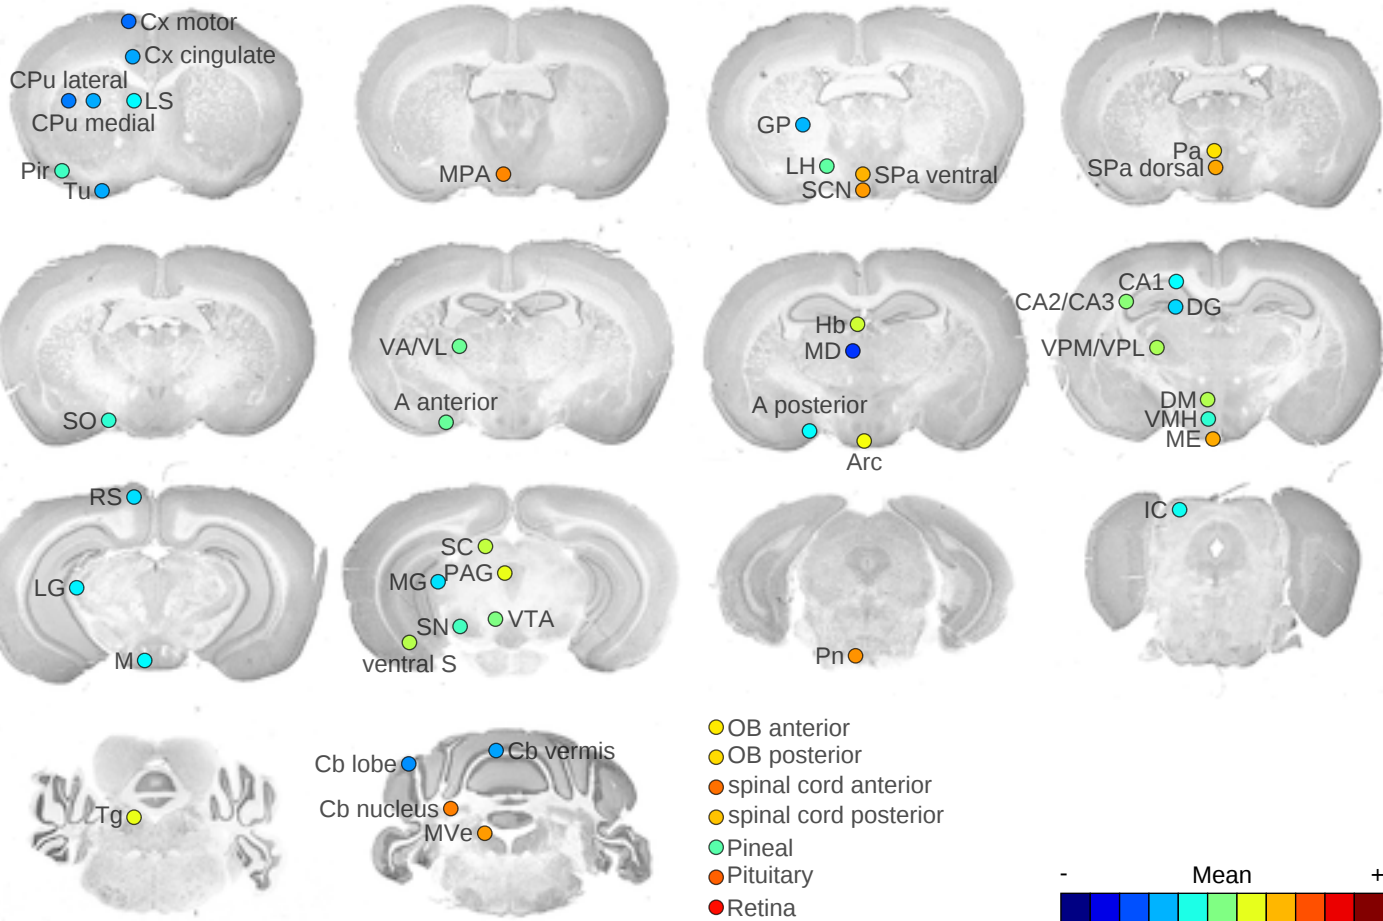 Cx motor
Cx cingulate
CPu lateral
LS
CPu medial
Pir
Tu
MPA
GP
LH
SPa ventral
SCN
Pa
SPa dorsal
SO
VA/VL
A anterior
Hb
MD
A posterior
Arc
CA1
CA2/CA3
DG
VPM/VPL
DM
VMH
ME
RS
LG
M
SC
PAG
MG
VTA
SN
ventral S
Pn
IC
Tg
Cb lobe
Cb vermis
Cb nucleus
MVe
OB anterior
OB posterior
spinal cord anterior
spinal cord posterior
Pineal
Pituitary
Retina
- Mean +